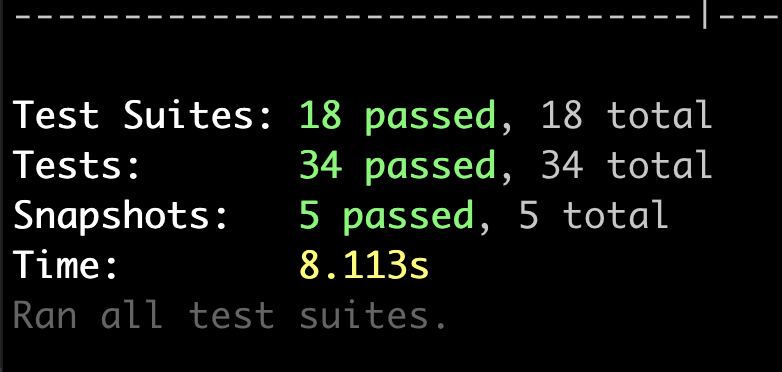 ---------------------------------|---
Test Suites: 18 passed, 18 total
Tests:       34 passed, 34 total
Snapshots:   5 passed, 5 total
Time:        8.113s
Ran all test suites.